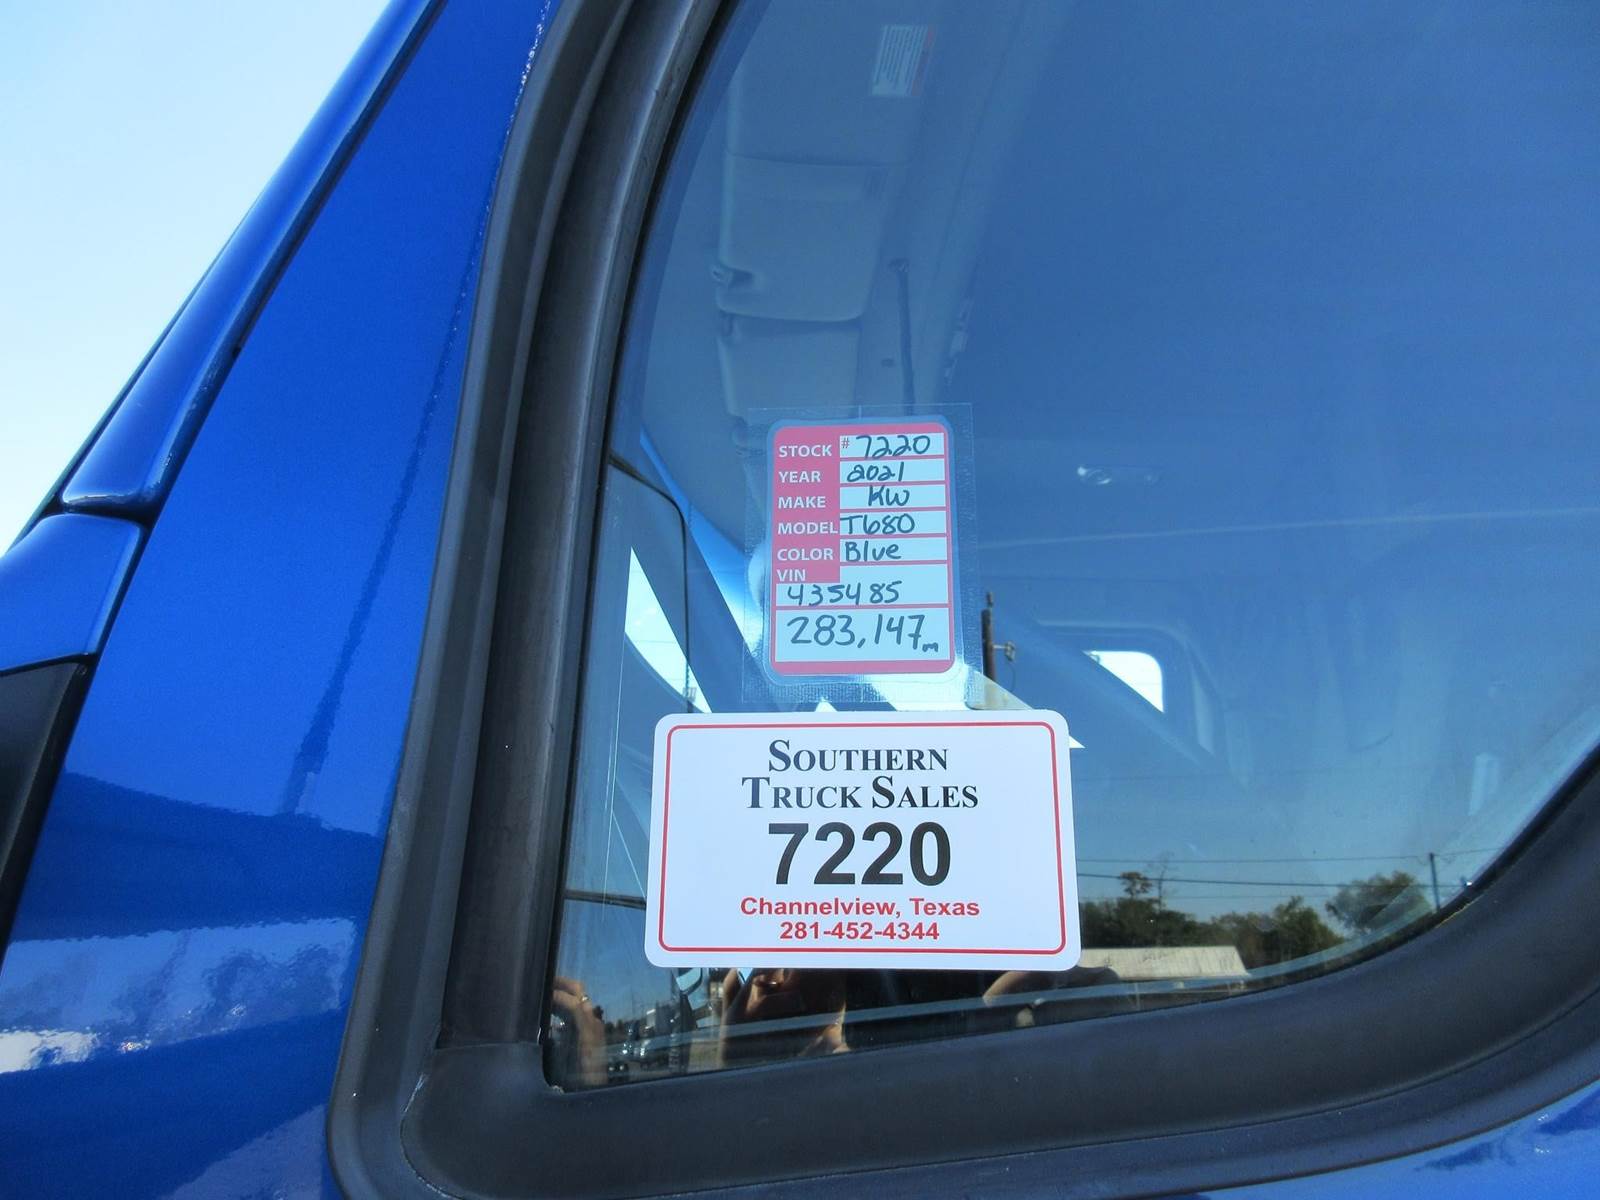 STOCK # 7220
YEAR 2021
MAKE KW
MODEL T680
COLOR Blue
VIN
435485
283,147m
SOUTHERN
TRUCK SALES
7220
Channelview, Texas
281-452-4344